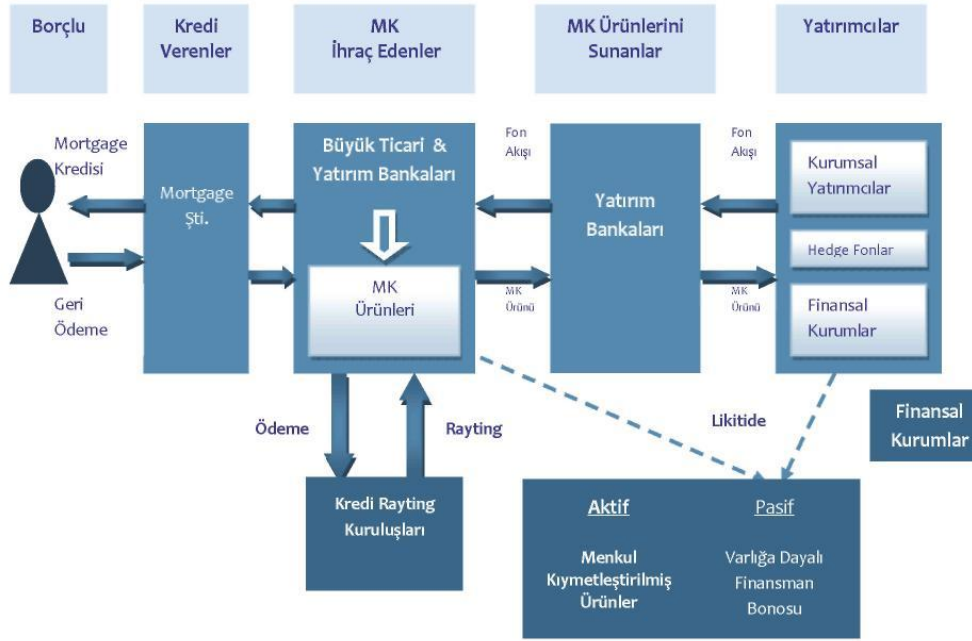 Borçlu
Kredi
Verenler
MK
İhraç Edenler
MK Ürünlerini
Sunanlar
Yatırımcılar
Mortgage
Kredisi
Geri
Ödeme
Mortgage
Şti.
Büyük Ticari &
Yatırım Bankaları
MK
Ürünleri
Fon
Akışı
MK
Ürünü
Yatırım
Bankaları
Fon
Akışı
MK
Ürünü
Kurumsal
Yatırımcılar
Hedge Fonlar
Finansal
Kurumlar
Ödeme
Rayting
Likitide
Finansal
Kurumlar
Kredi Rayting
Kuruluşları
Aktif
Menkul
Kıymetleştirilmiş
Ürünler
Pasif
Varlığa Dayalı
Finansman
Bonosu